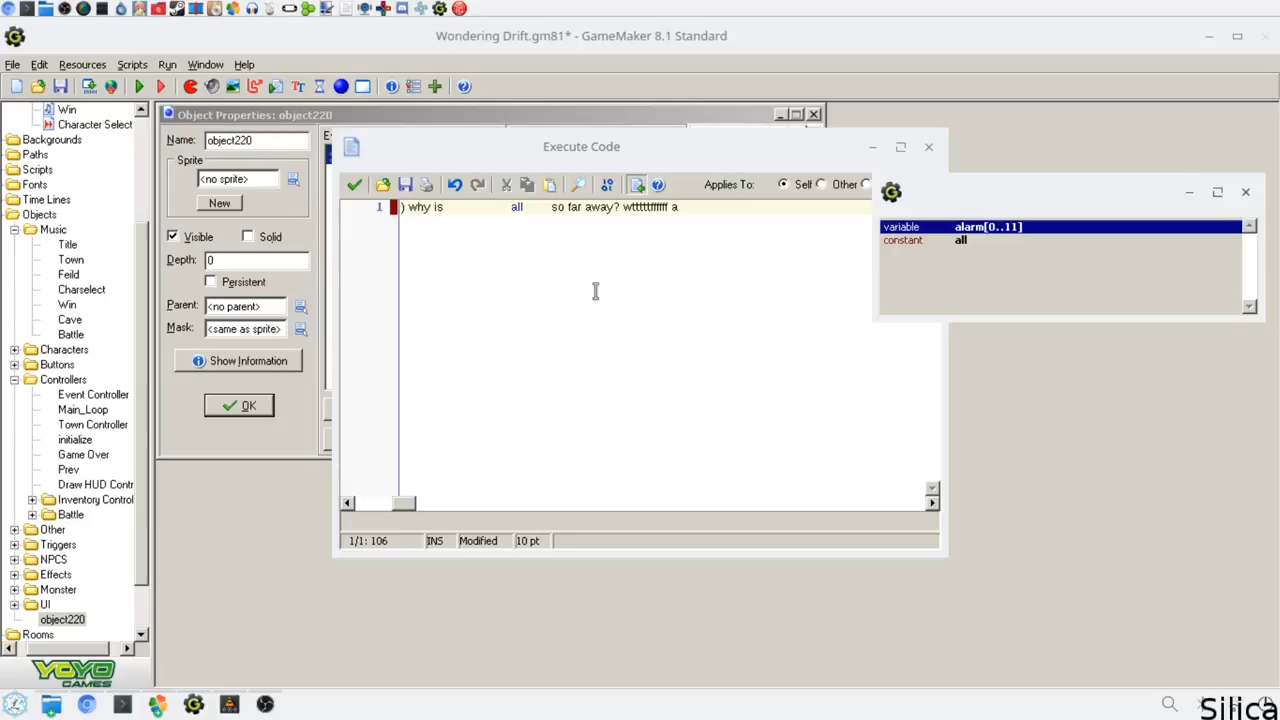 Wondering Drift.gm81* - GameMaker 8.1 Standard
File Edit Resources Scripts Run Window Help
Win
Character Select
Backgrounds
Paths
Scripts
Fonts
Time Lines
Objects
Music
Title
Town
Feild
Charselect
Win
Cave
Battle
Characters
Buttons
Controllers
Event Controller
Main_Loop
Town Controller
initialize
Game Over
Prev
Draw HUD Contr
Inventory Control
Battle
Other
Triggers
NPCS
Effects
Monster
UI
object220
Rooms
YOYO
GAMES
Object Properties: object220
Name: object220
Sprite
<no sprite>
New
Visible Solid
Depth: 0
Persistent
Parent: <no parent>
Mask: <same as sprite>
Show Information
OK
Execute Code
Applies To: Self Other
1 ) why is all so far away? wttttttffffff a
1/1: 106 INS Modified 10 pt
variable alarm[0..11]
constant all
Silica